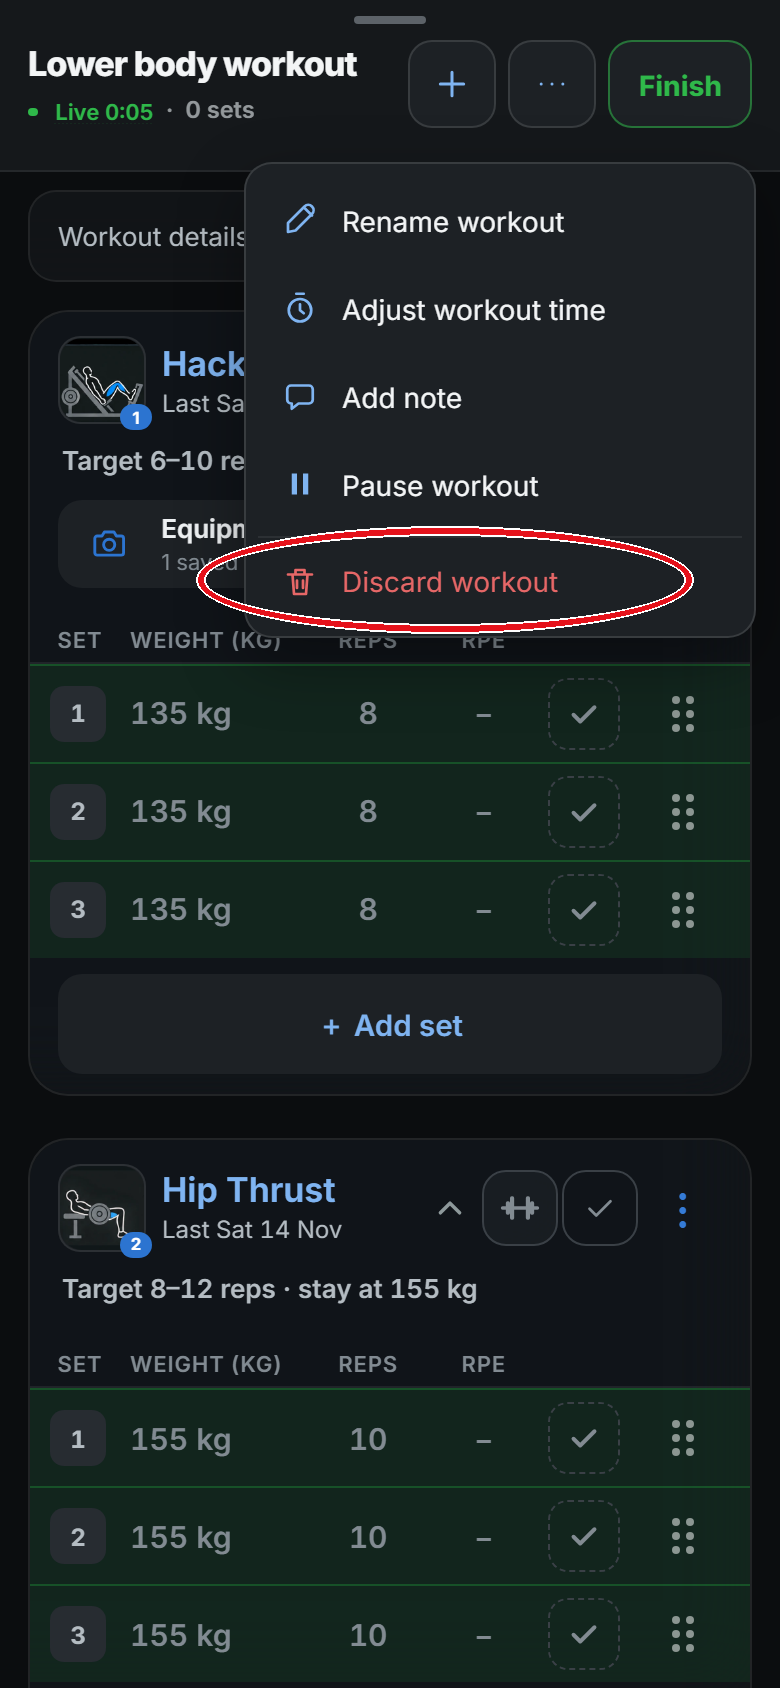 Lower body workout
Live 0:05 · 0 sets
Finish
Rename workout
Adjust workout time
Add note
Pause workout
Discard workout
Workout details
Hack
Last Sa
1
Target 6–10 re
Equipm
1 saved
SET WEIGHT (KG) REPS RPE
1 135 kg 8 –
2 135 kg 8 –
3 135 kg 8 –
+ Add set
Hip Thrust
Last Sat 14 Nov
2
Target 8–12 reps · stay at 155 kg
SET WEIGHT (KG) REPS RPE
1 155 kg 10 –
2 155 kg 10 –
3 155 kg 10 –